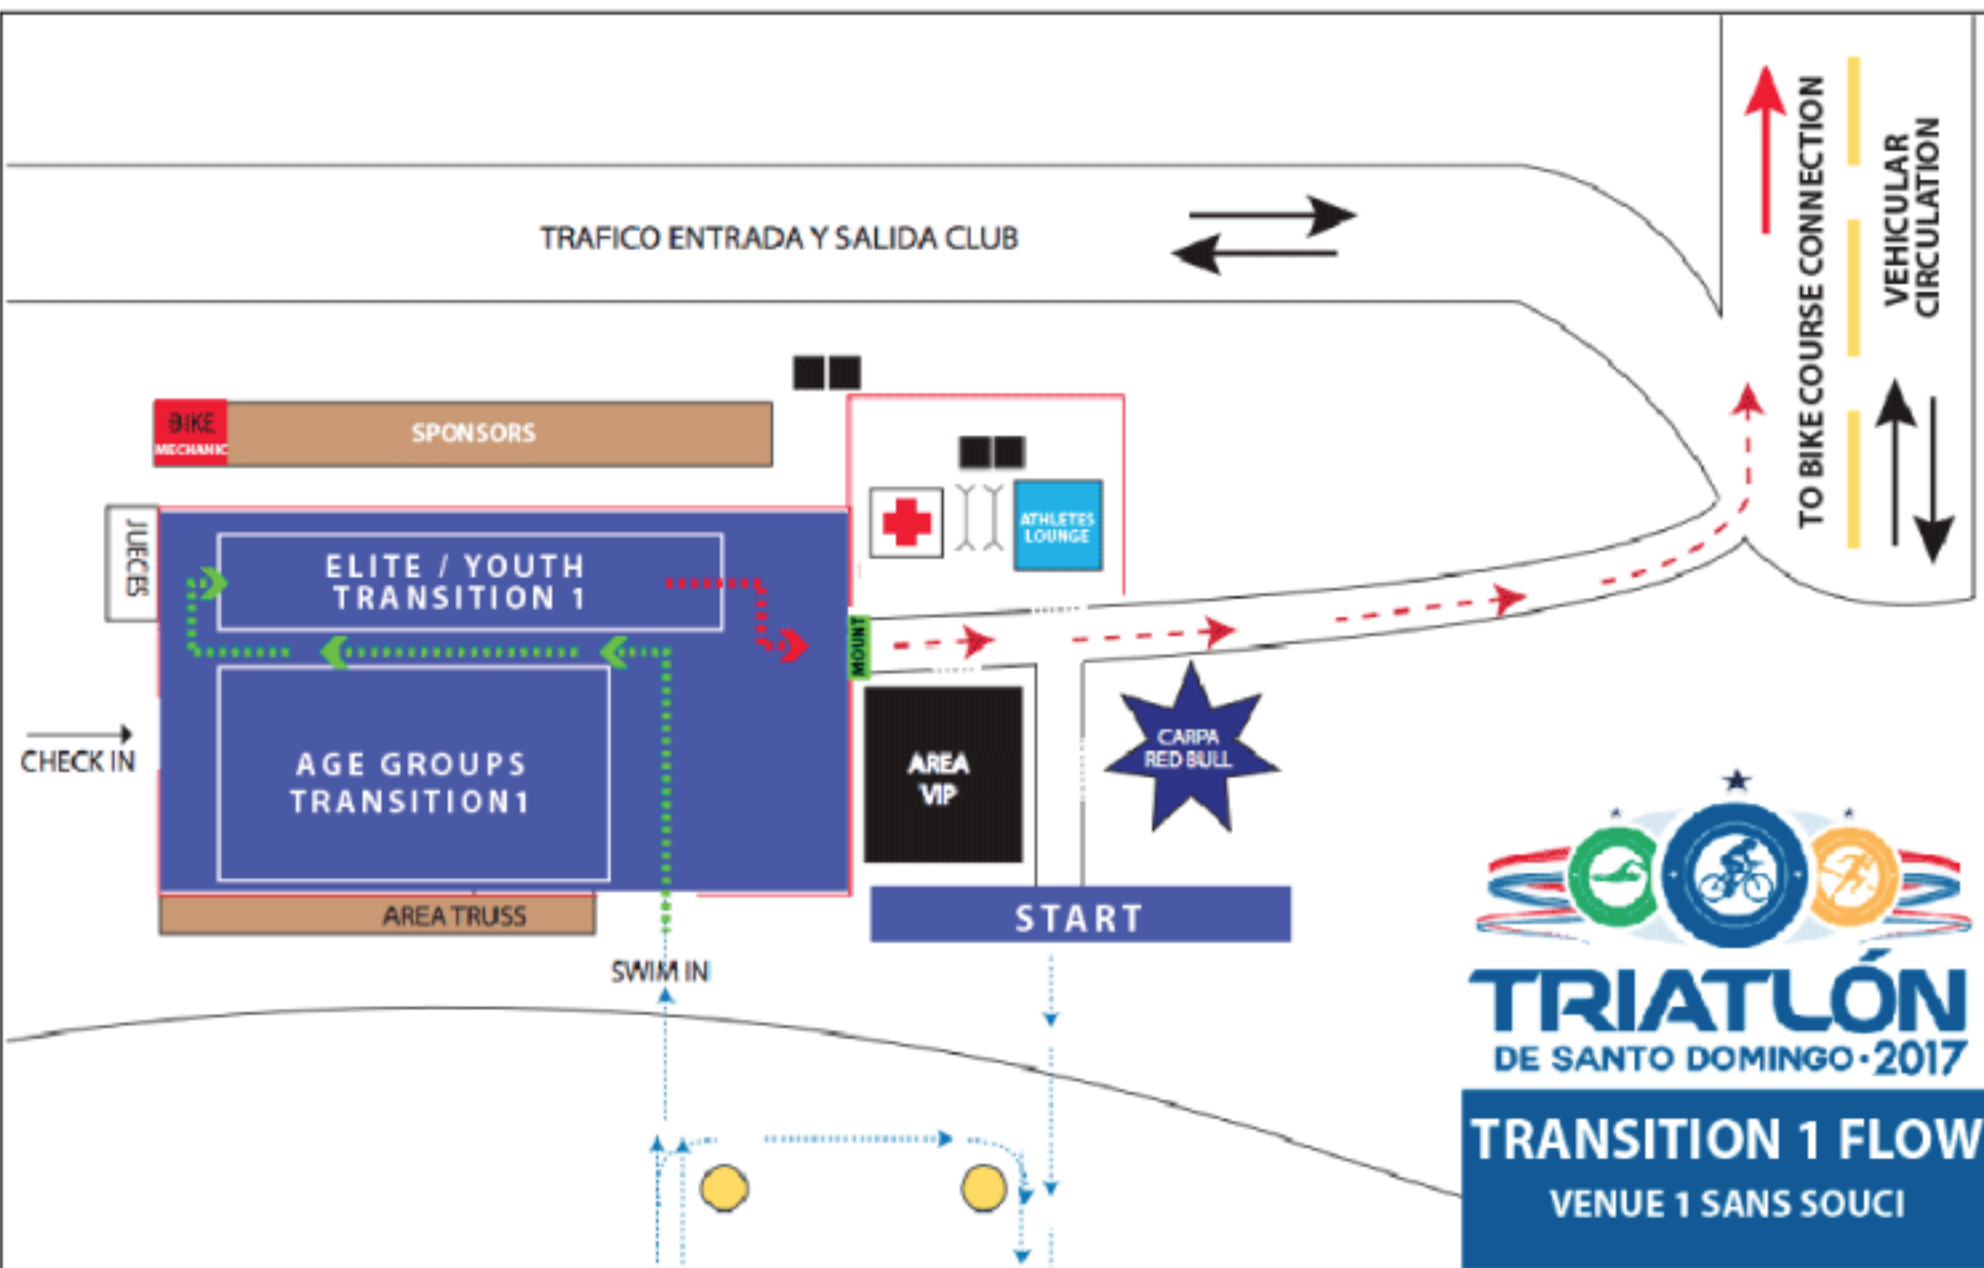 TRAFICO ENTRADA Y SALIDA CLUB
TO BIKE COURSE CONNECTION
VEHICULAR
CIRCULATION
BIKE
MECHANIC
SPONSORS
JUECES
ELITE / YOUTH
TRANSITION 1
ATHLETES
LOUNGE
MOUNT
CHECK IN
AGE GROUPS
TRANSITION1
AREA
VIP
CARPA
RED BULL
AREA TRUSS
START
SWIM IN
TRIATLÓN
DE SANTO DOMINGO·2017
TRANSITION 1 FLOW
VENUE 1 SANS SOUCI